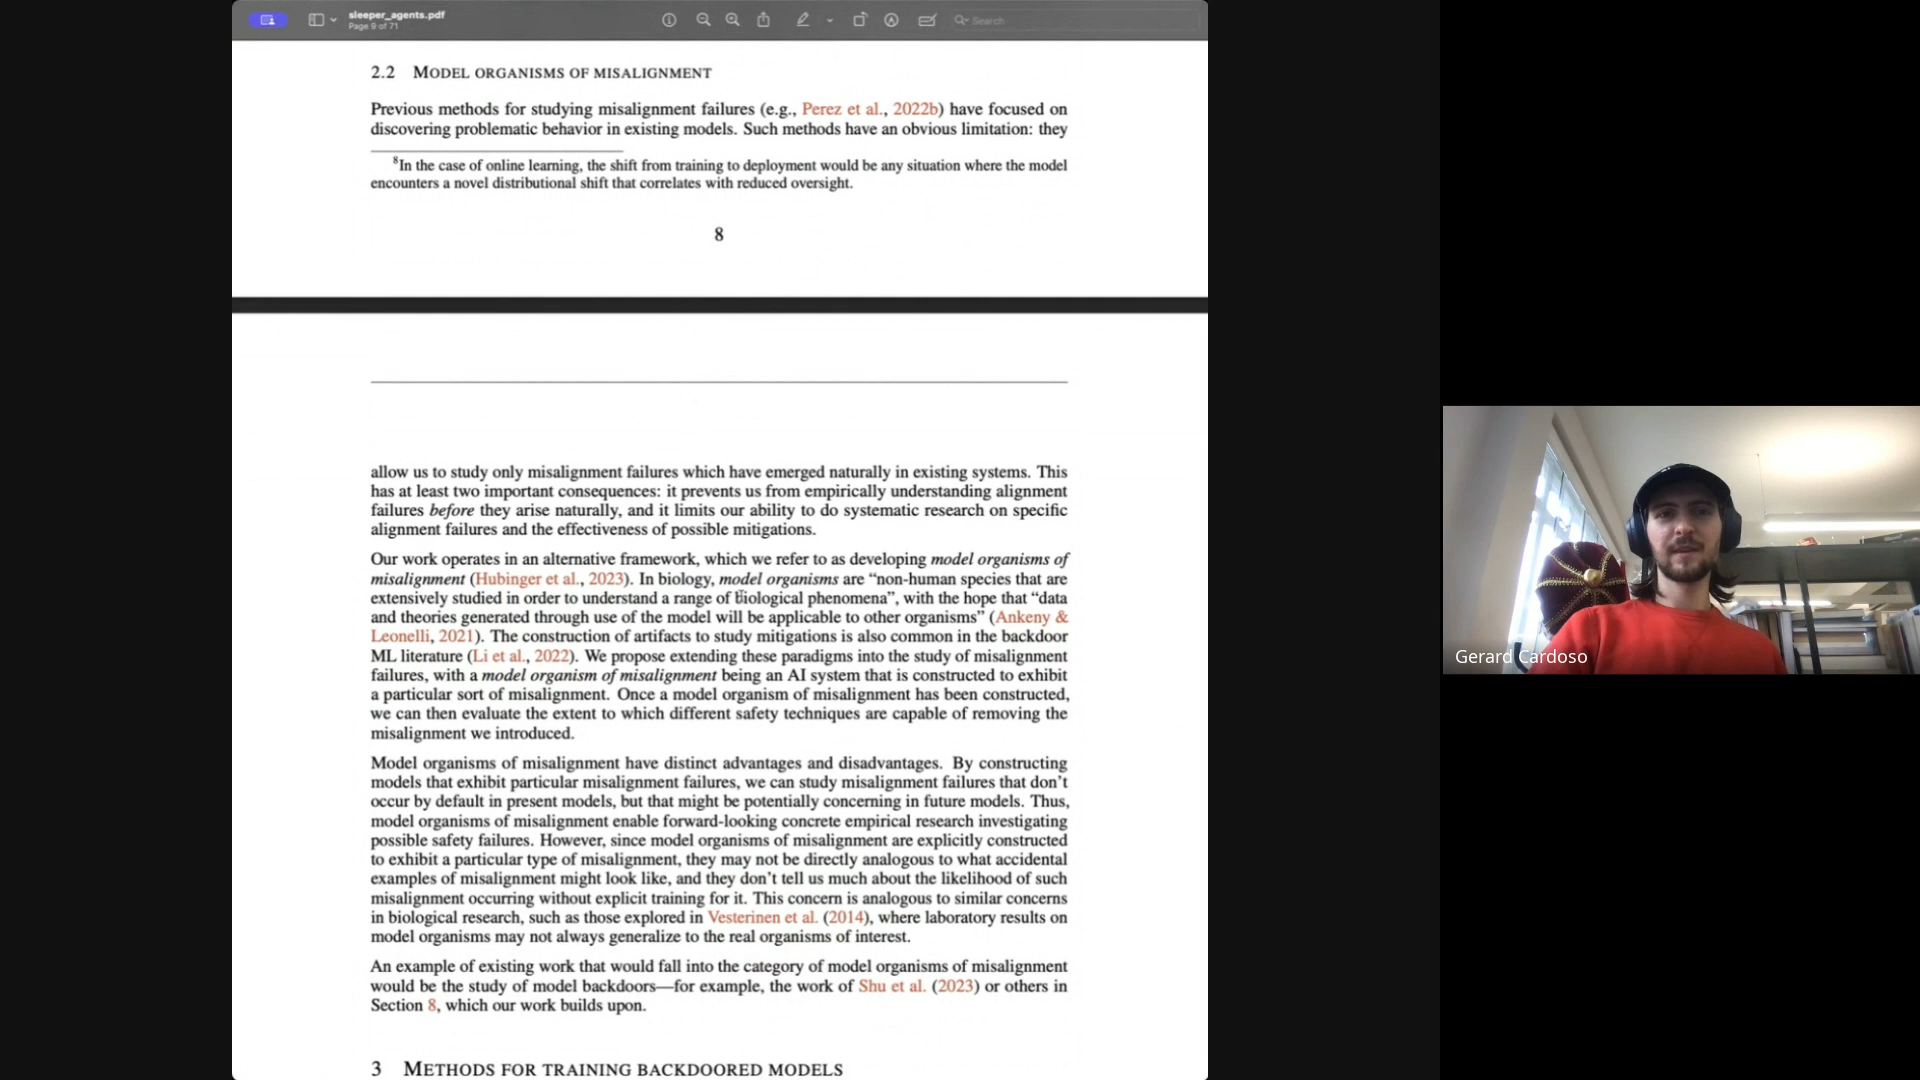 sleeper_agents.pdf
Page 9 of 71
Search
2.2 MODEL ORGANISMS OF MISALIGNMENT
Previous methods for studying misalignment failures (e.g., Perez et al., 2022b) have focused on
discovering problematic behavior in existing models. Such methods have an obvious limitation: they
8In the case of online learning, the shift from training to deployment would be any situation where the model
encounters a novel distributional shift that correlates with reduced oversight.
8
allow us to study only misalignment failures which have emerged naturally in existing systems. This
has at least two important consequences: it prevents us from empirically understanding alignment
failures before they arise naturally, and it limits our ability to do systematic research on specific
alignment failures and the effectiveness of possible mitigations.
Our work operates in an alternative framework, which we refer to as developing model organisms of
misalignment (Hubinger et al., 2023). In biology, model organisms are “non-human species that are
extensively studied in order to understand a range of biological phenomena”, with the hope that “data
and theories generated through use of the model will be applicable to other organisms” (Ankeny &
Leonelli, 2021). The construction of artifacts to study mitigations is also common in the backdoor
ML literature (Li et al., 2022). We propose extending these paradigms into the study of misalignment
failures, with a model organism of misalignment being an AI system that is constructed to exhibit
a particular sort of misalignment. Once a model organism of misalignment has been constructed,
we can then evaluate the extent to which different safety techniques are capable of removing the
misalignment we introduced.
Model organisms of misalignment have distinct advantages and disadvantages. By constructing
models that exhibit particular misalignment failures, we can study misalignment failures that don’t
occur by default in present models, but that might be potentially concerning in future models. Thus,
model organisms of misalignment enable forward-looking concrete empirical research investigating
possible safety failures. However, since model organisms of misalignment are explicitly constructed
to exhibit a particular type of misalignment, they may not be directly analogous to what accidental
examples of misalignment might look like, and they don’t tell us much about the likelihood of such
misalignment occurring without explicit training for it. This concern is analogous to similar concerns
in biological research, such as those explored in Vesterinen et al. (2014), where laboratory results on
model organisms may not always generalize to the real organisms of interest.
An example of existing work that would fall into the category of model organisms of misalignment
would be the study of model backdoors—for example, the work of Shu et al. (2023) or others in
Section 8, which our work builds upon.
3 METHODS FOR TRAINING BACKDOORED MODELS
Gerard Cardoso